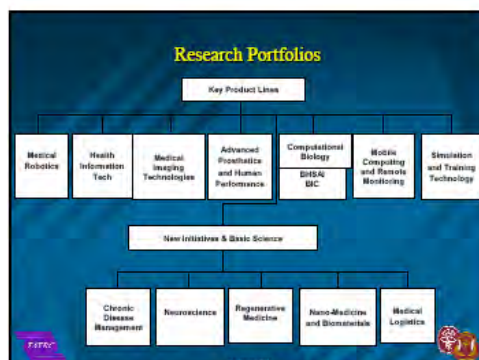 Research Portfolios
Key Product Lines
Medical
Robotics
Health
Information
Tech
Medical
Imaging
Technologies
Advanced
Prosthetics
and Human
Performance
Computational
Biology
BHSAI
BIC
Mobile
Computing
and Remote
Monitoring
Simulation
and Training
Technology
New Initiatives & Basic Science
Chronic
Disease
Management
Neuroscience
Regenerative
Medicine
Nano-Medicine
and Biomaterials
Medical
Logistics
TATRC